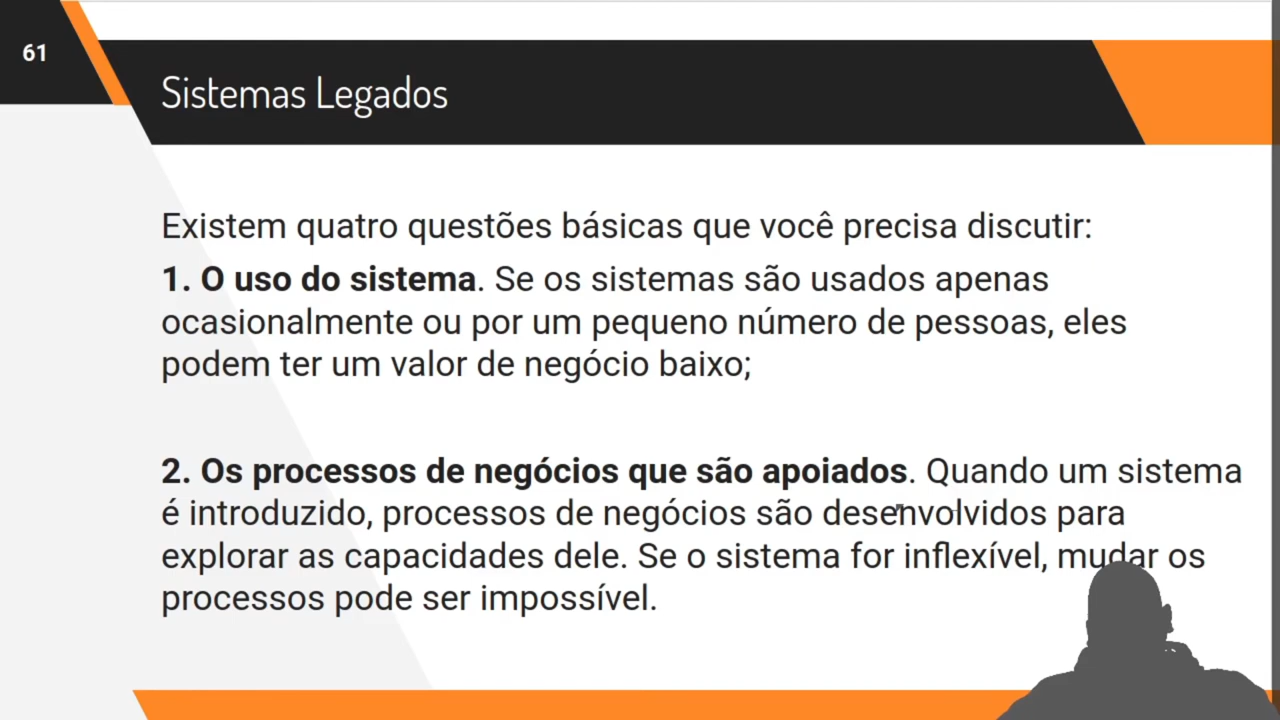 61
Sistemas Legados
Existem quatro questões básicas que você precisa discutir:
1. O uso do sistema. Se os sistemas são usados apenas
ocasionalmente ou por um pequeno número de pessoas, eles
podem ter um valor de negócio baixo;
2. Os processos de negócios que são apoiados. Quando um sistema
é introduzido, processos de negócios são desenvolvidos para
explorar as capacidades dele. Se o sistema for inflexível, mudar os
processos pode ser impossível.